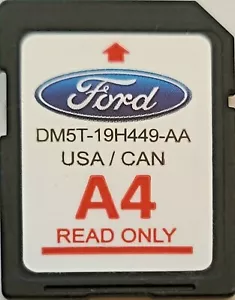 Ford
DM5T-19H449-AA
USA / CAN
A4
READ ONLY